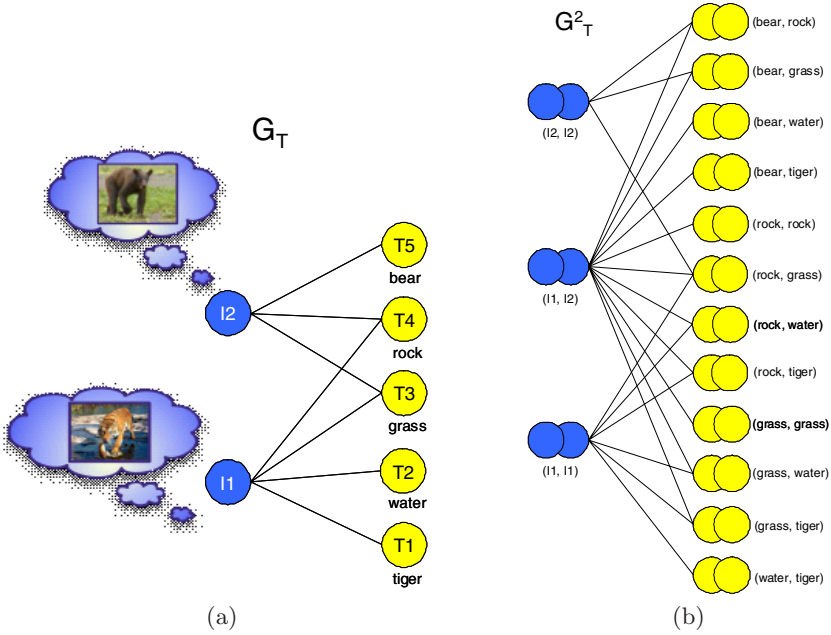 G_T
I2
I1
T5
bear
T4
rock
T3
grass
T2
water
T1
tiger
(a)
G²_T
(I2, I2)
(I1, I2)
(I1, I1)
(bear, rock)
(bear, grass)
(bear, water)
(bear, tiger)
(rock, rock)
(rock, grass)
(rock, water)
(rock, tiger)
(grass, grass)
(grass, water)
(grass, tiger)
(water, tiger)
(b)